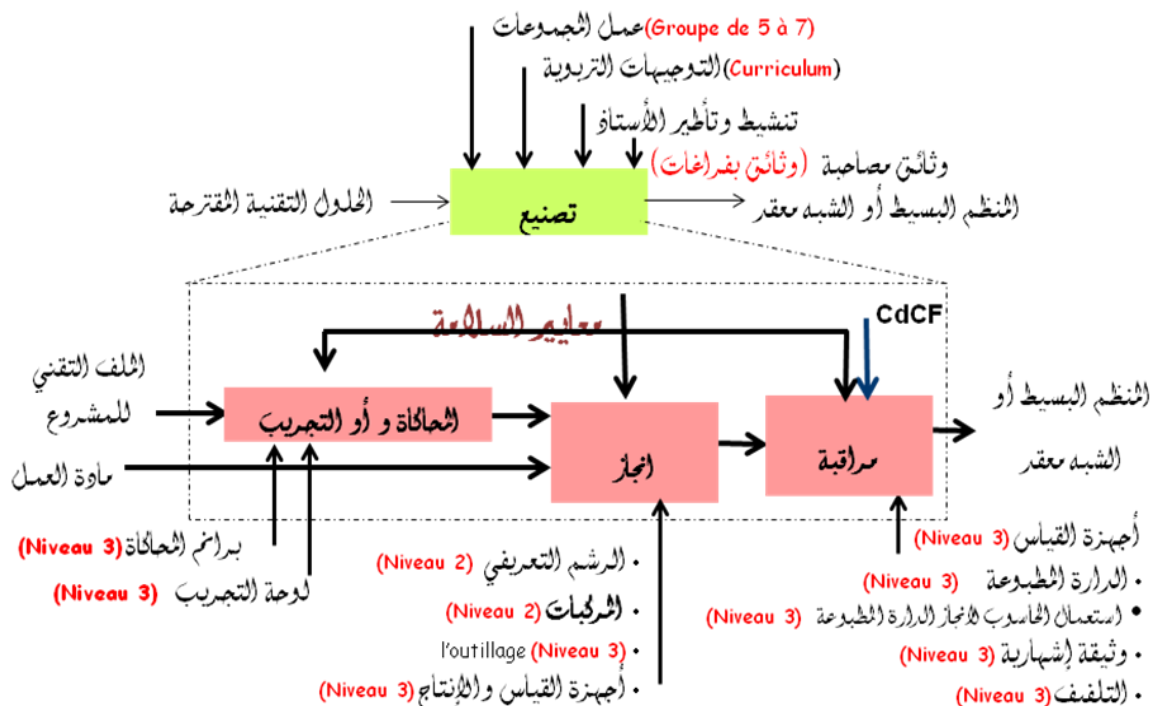 عمل المجموعات (Groupe de 5 à 7)
التوجيهات التربوية (Curriculum)
تنشيط وتأطير الأستاذ
وثائق مصاحبة (وثائق بفراغات)
الحلول التقنية المقترحة
تصنيع
المنظم البسيط أو الشبه معقد
معايير السلامة
CdCF
الملف التقني
للمشروع
المحاكاة و أو التجريب
انجاز
مراقبة
المنظم البسيط أو
الشبه معقد
مادة العمل
برانم المحاكاة (Niveau 3)
لوحة التجريب (Niveau 3)
• الرشم التعريفي (Niveau 2)
• المركبات (Niveau 2)
• l'outillage (Niveau 3)
• أجهزة القياس والإنتاج (Niveau 3)
أجهزة القياس (Niveau 3)
• الدارة المطبوعة (Niveau 3)
• استعمال الحاسوب لانجاز الدارة المطبوعة (Niveau 3)
• وثيقة إشهارية (Niveau 3)
• التلفيف (Niveau 3)